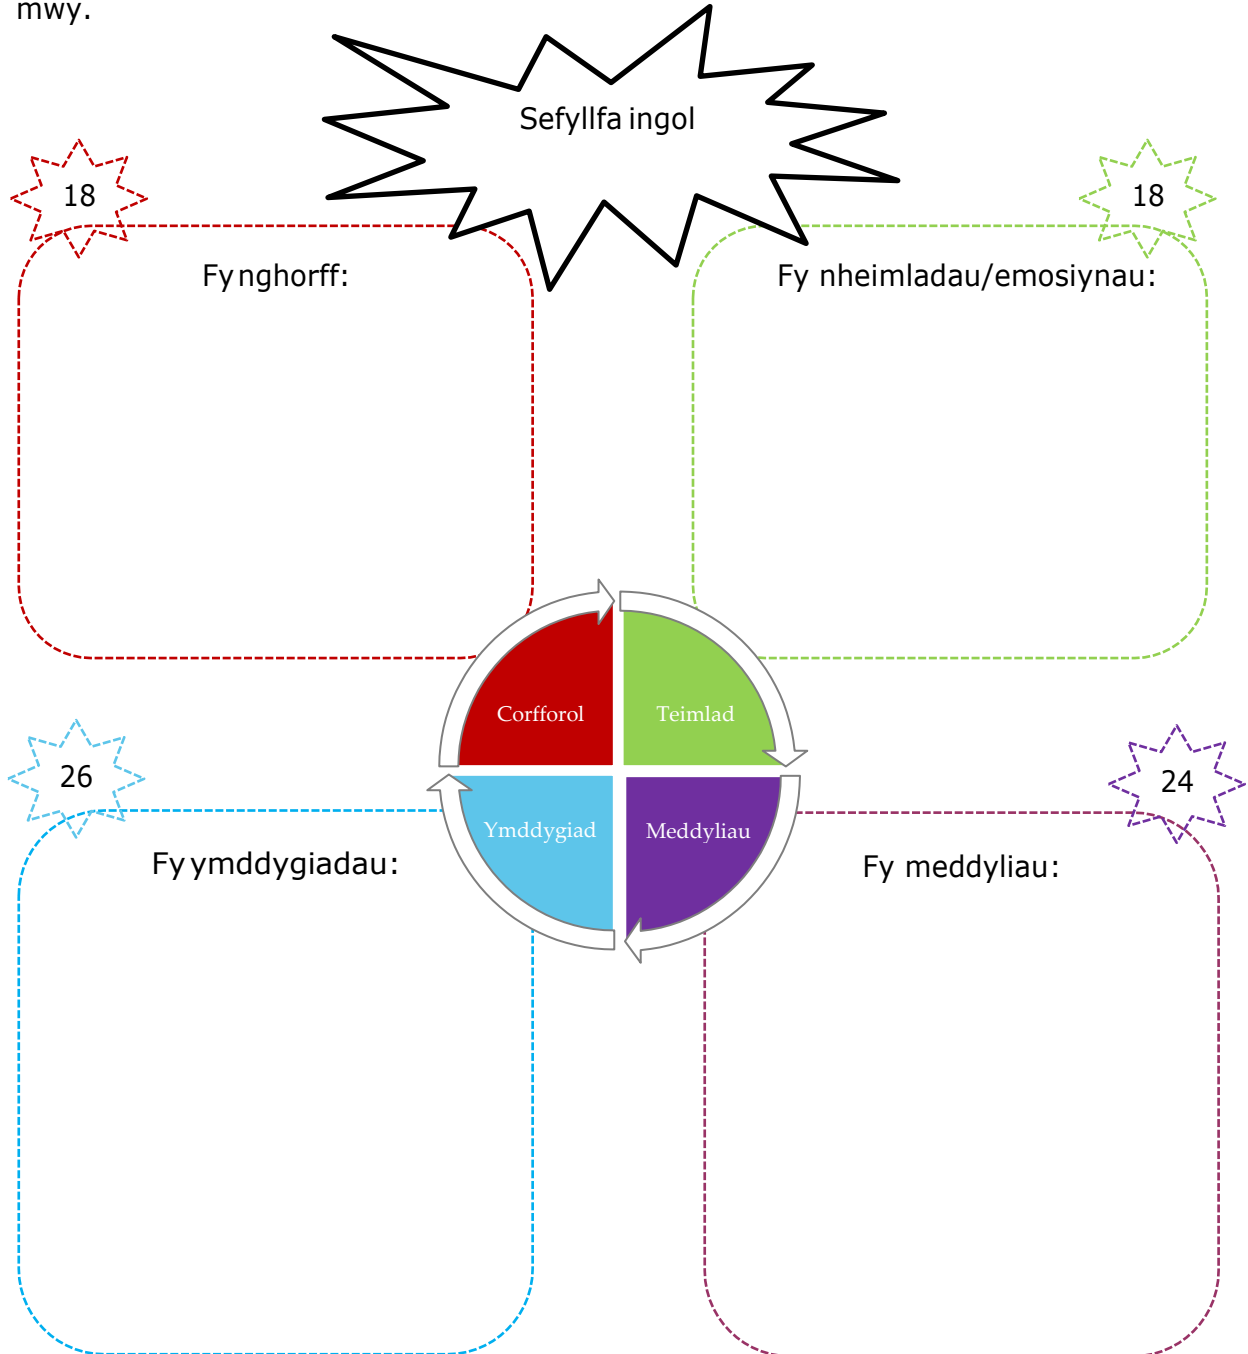 mwy.
Sefyllfa ingol
18
18
Fy nghorff:
Fy nheimladau/emosiynau:
Corfforol
Teimlad
26
24
Ymddygiad
Meddyliau
Fy ymddygiadau:
Fy meddyliau: